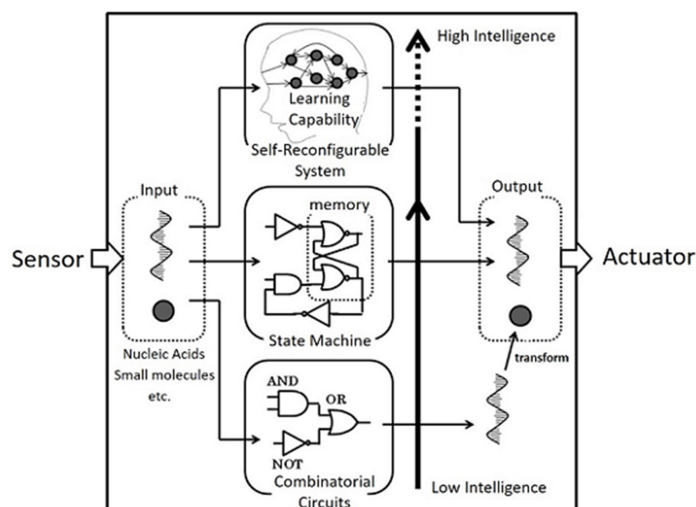 High Intelligence
Learning
Capability
Self-Reconfigurable
System
Input
Output
memory
Sensor
Actuator
Nucleic Acids
Small molecules
etc.
State Machine
transform
AND
OR
NOT
Combinatorial
Circuits
Low Intelligence